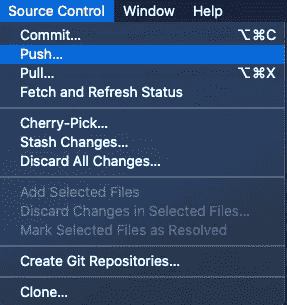 Source Control Window Help
Commit... ⌥⌘C
Push...
Pull... ⌥⌘X
Fetch and Refresh Status
Cherry-Pick...
Stash Changes...
Discard All Changes...
Add Selected Files
Discard Changes in Selected Files...
Mark Selected Files as Resolved
Create Git Repositories...
Clone...